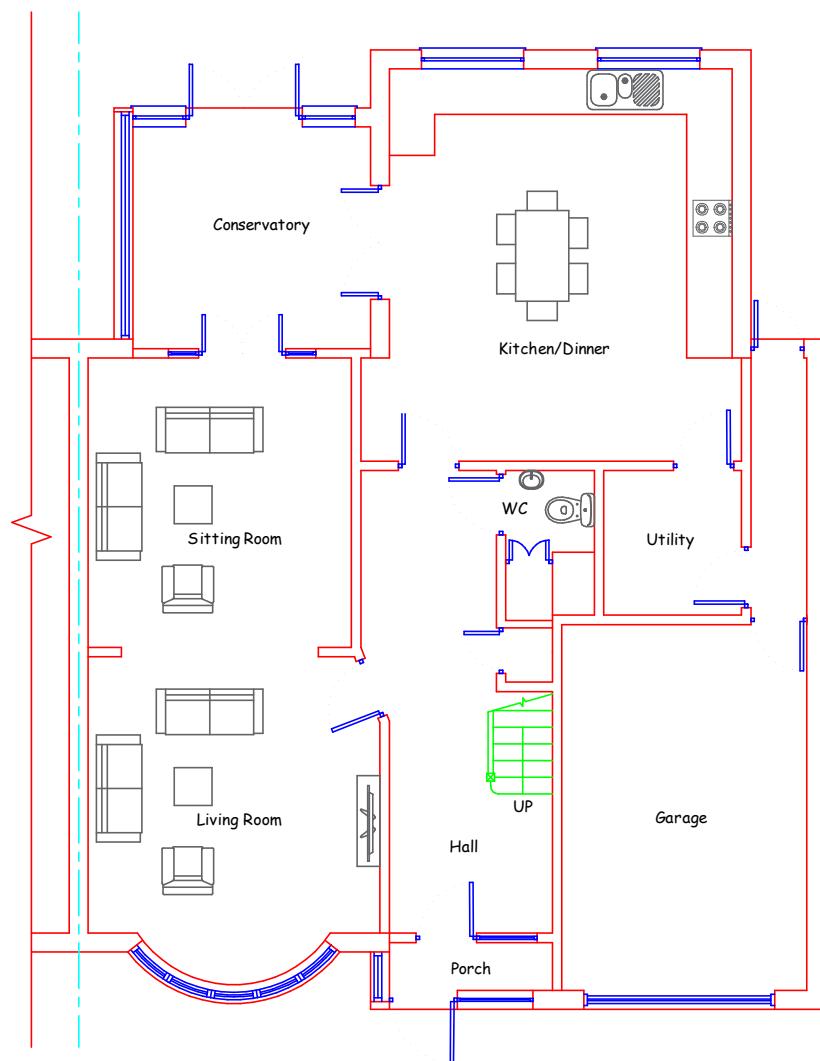 Conservatory
Kitchen/Dinner
WC
Sitting Room
Utility
UP
Living Room
Garage
Hall
Porch